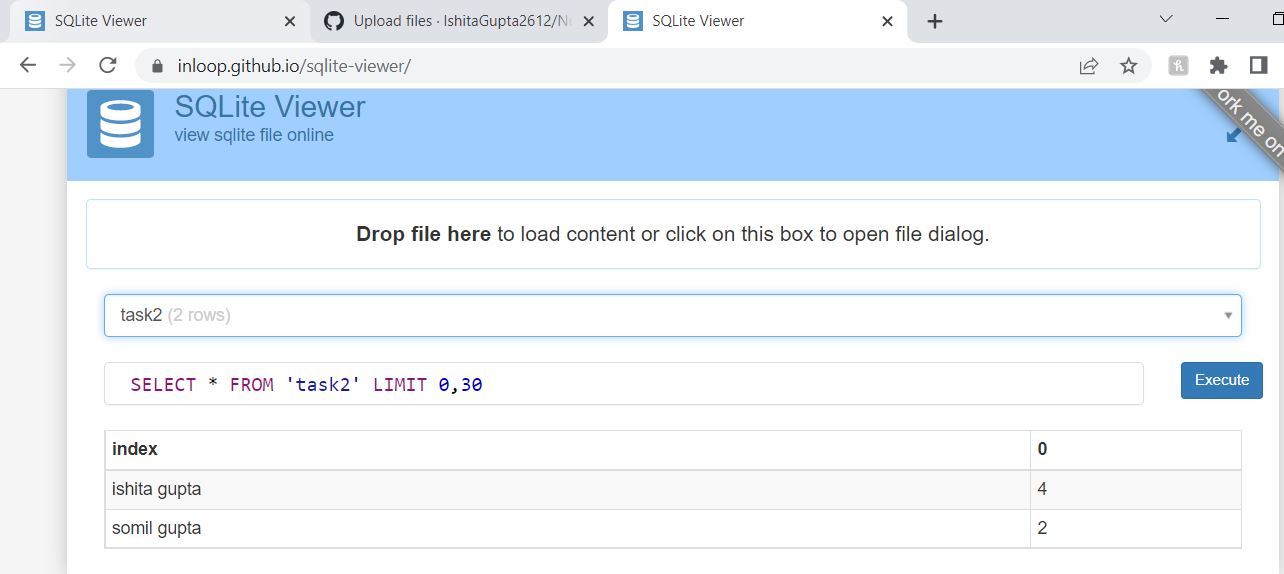 SQLite Viewer
Upload files · IshitaGupta2612/Nu
SQLite Viewer
inloop.github.io/sqlite-viewer/
SQLite Viewer
view sqlite file online
ork me on
Drop file here to load content or click on this box to open file dialog.
task2 (2 rows)
SELECT * FROM 'task2' LIMIT 0,30
Execute
index 0
ishita gupta 4
somil gupta 2